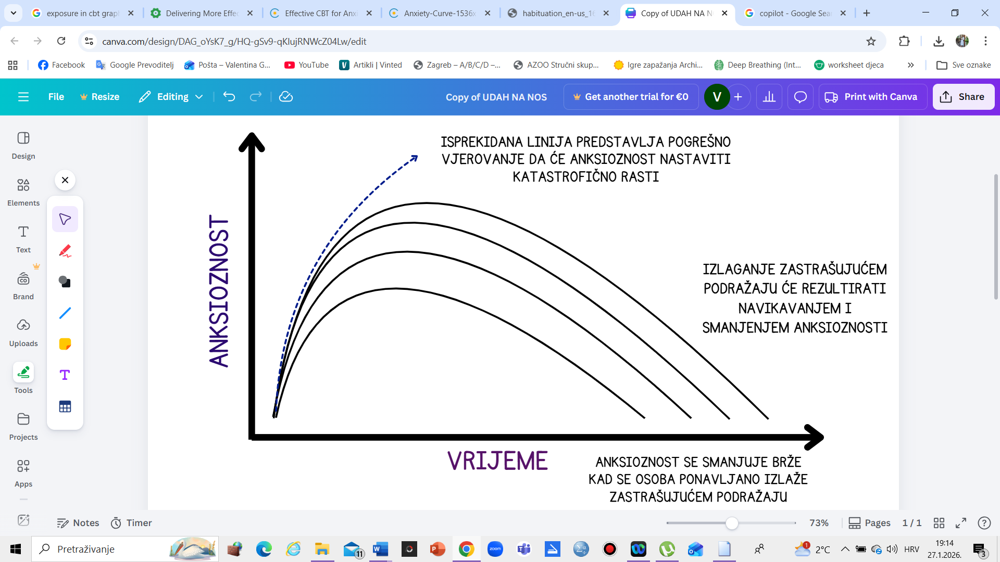 exposure in cbt grap
Delivering More Effe
Effective CBT for Anx
Anxiety-Curve-1536x
habituation_en-us_16
Copy of UDAH NA N
copilot - Google Sea
canva.com/design/DAG_oYsK7_g/HQ-gSv9-qKIujRNWcZ04Lw/edit
Facebook
Google Prevoditelj
Pošta – Valentina G...
YouTube
Artikli | Vinted
Zagreb – A/B/C/D –...
AZOO Stručni skup...
Igre zapažanja Archi...
Deep Breathing (Int...
worksheet djeca
Sve oznake
File
Resize
Editing
Copy of UDAH NA NOS
Get another trial for €0
V
Print with Canva
Share
Design
Elements
Text
Brand
Uploads
Tools
Projects
Apps
ISPREKIDANA LINIJA PREDSTAVLJA POGREŠNO
VJEROVANJE DA ĆE ANKSIOZNOST NASTAVITI
KATASTROFIČNO RASTI
ANKSIOZNOST
IZLAGANJE ZASTRAŠUJUĆEM
PODRAŽAJU ĆE REZULTIRATI
NAVIKAVANJEM I
SMANJENJEM ANKSIOZNOSTI
VRIJEME
ANKSIOZNOST SE SMANJUJE BRŽE
KAD SE OSOBA PONAVLJANO IZLAŽE
ZASTRAŠUJUĆEM PODRAŽAJU
Notes
Timer
73%
Pages
1 / 1
Pretraživanje
11
zoom
1
2°C
HRV
19:14
27.1.2026.
3